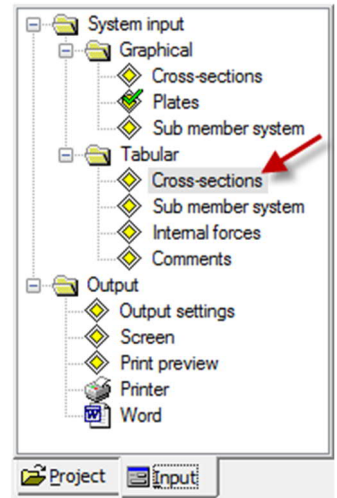 System input
Graphical
Cross-sections
Plates
Sub member system
Tabular
Cross-sections
Sub member system
Internal forces
Comments
Output
Output settings
Screen
Print preview
Printer
Word
Project Input